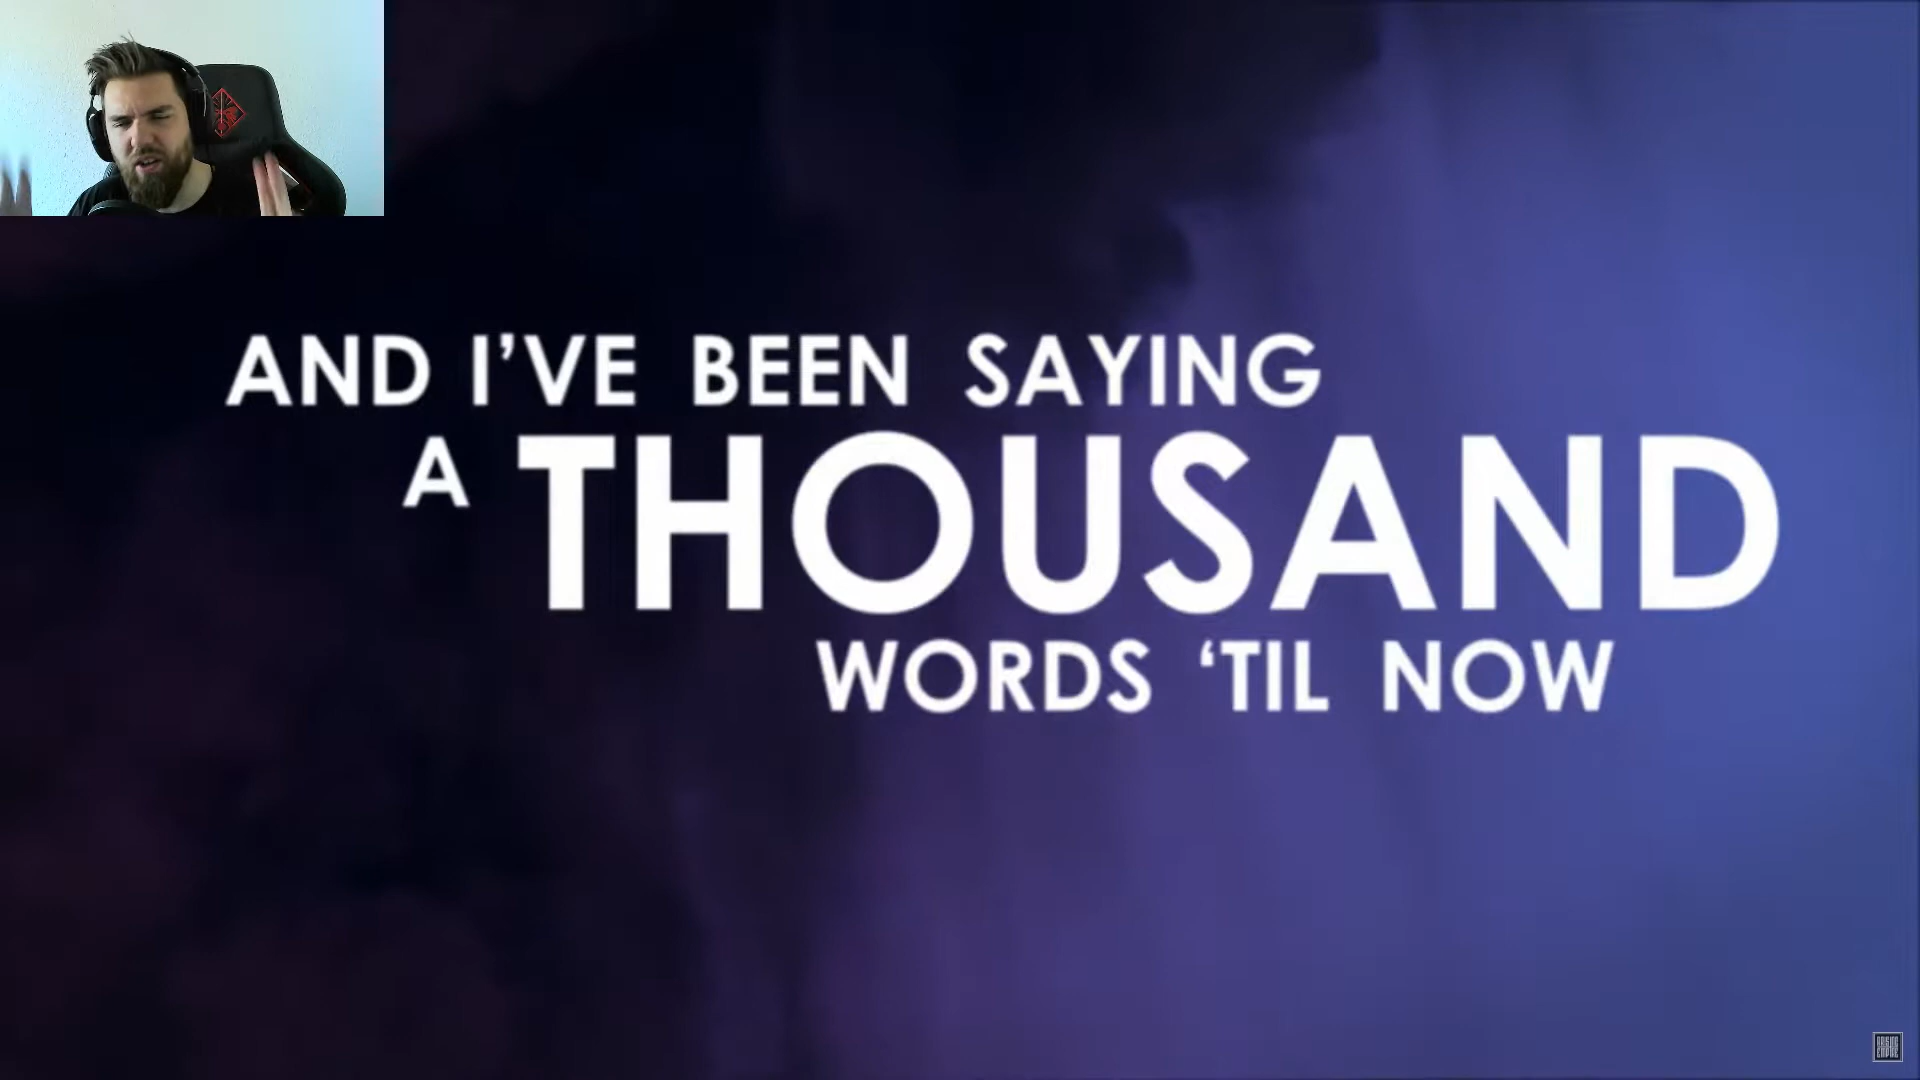 AND I’VE BEEN SAYING
A THOUSAND
WORDS ‘TIL NOW